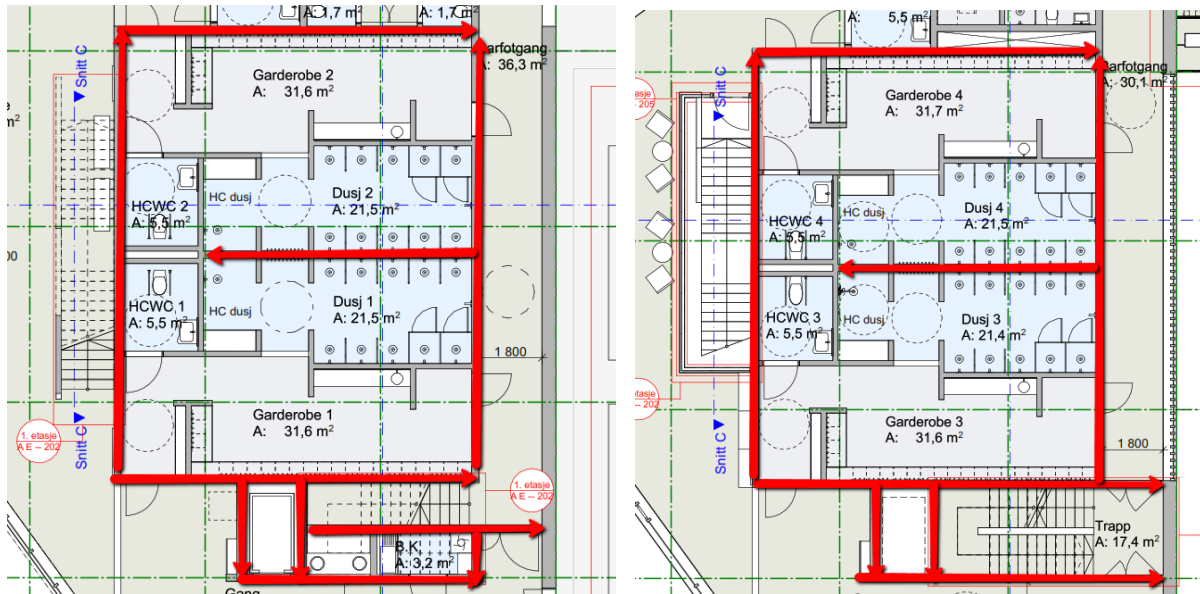 A: 1,7 m²
A: 1,7 m²
Snitt C
Garderobe 2
A: 31,6 m²
A: 36,3 m²
HCWC 2
A: 5,5 m²
HC dusj
Dusj 2
A: 21,5 m²
HCWC 1
A: 5,5 m²
HC dusj
Dusj 1
A: 21,5 m²
1 800
Garderobe 1
A: 31,6 m²
1. etasje
A E -- 202
Snitt C
1. etasje
A E -- 202
B.K.
A: 3,2 m²
Gang
A: 5,5 m²
Snitt C
Garderobe 4
A: 31,7 m²
A: 30,1 m²
HCWC 4
A: 5,5 m²
HC dusj
Dusj 4
A: 21,5 m²
HCWC 3
A: 5,5 m²
HC dusj
Dusj 3
A: 21,4 m²
Garderobe 3
A: 31,6 m²
1 800
Snitt C
Trapp
A: 17,4 m²